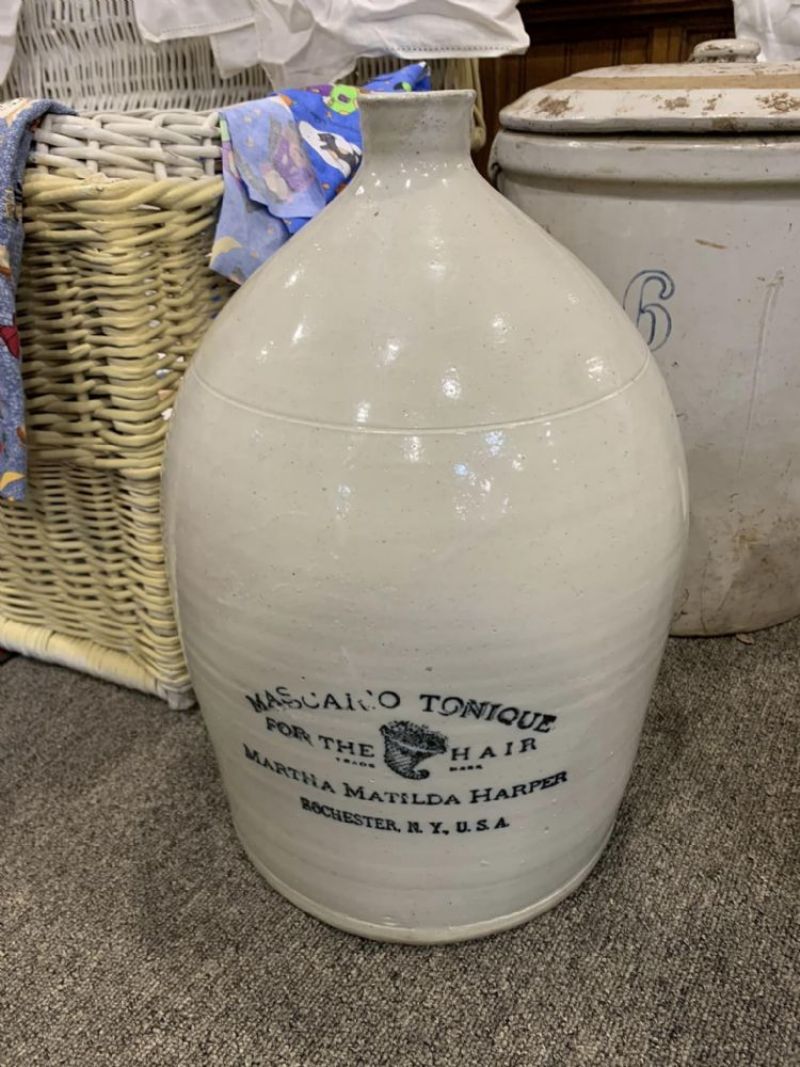 6
MASCARO TONIQUE
FOR THE HAIR
TRADE MARK
MARTHA MATILDA HARPER
ROCHESTER, N.Y., U.S.A.